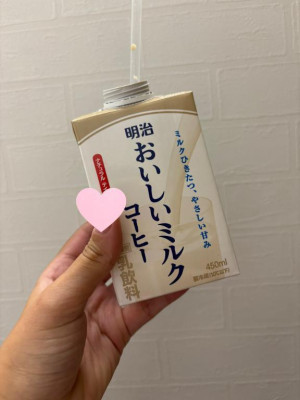 明治
おいしいミルク
コーヒー
ミルクひきたつ、やさしい甘み
乳飲料
450ml